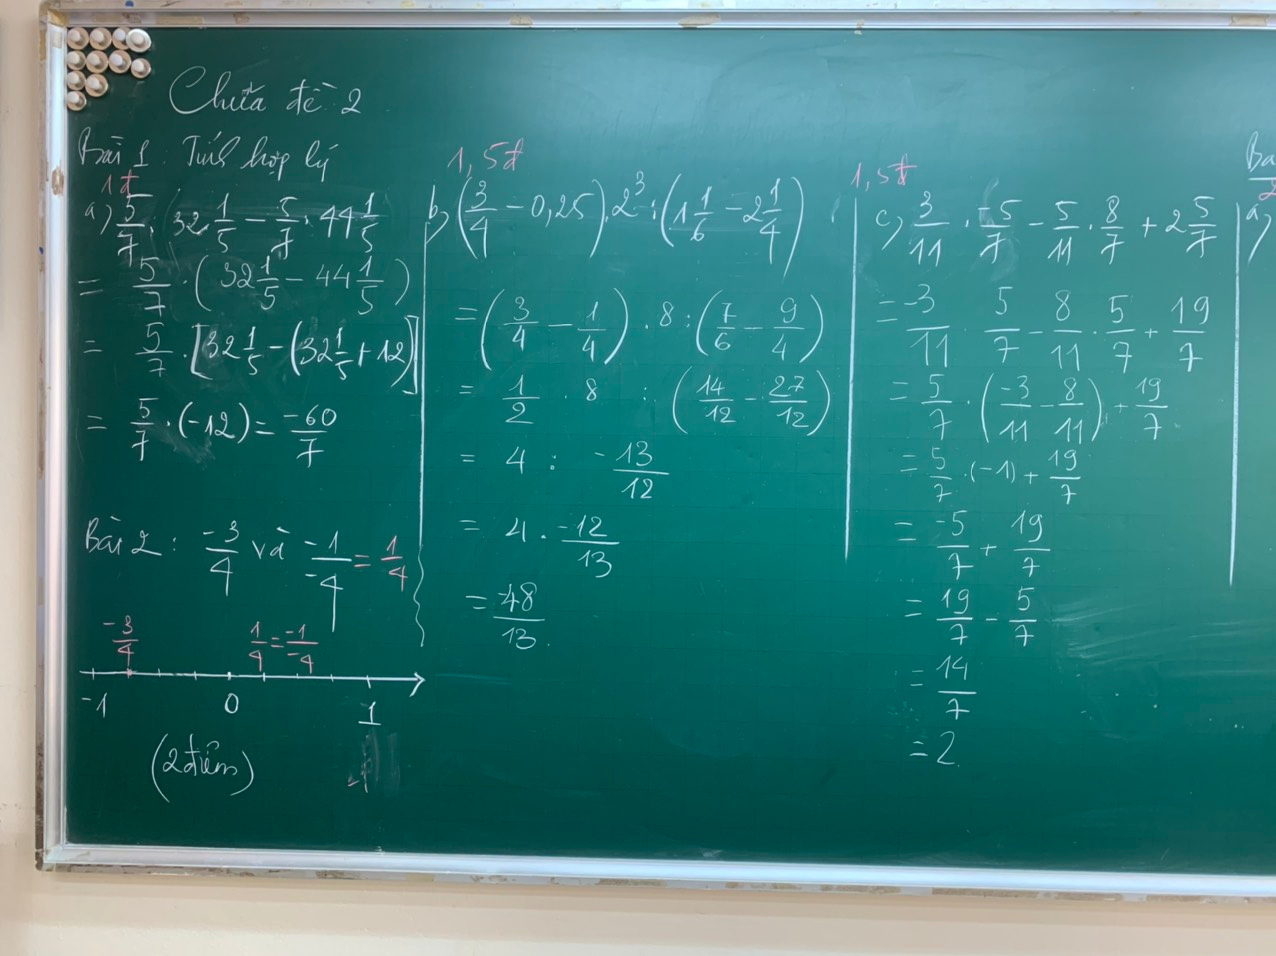 Chữa đề 2
Bài 1: Tính hợp lý
1đ
a) 5/7 . 32 1/5 - 5/7 . 44 1/5
= 5/7 . (32 1/5 - 44 1/5)
= 5/7 . [32 1/5 - (32 1/5 + 12)]
= 5/7 . (-12) = -60/7
Bài 2: -3/4 và -1/-4 = 1/4
-3/4 1/4 = -1/-4
-1 0 1
(2 điểm)
1,5đ
b) (3/4 - 0,25) . 2³ : (1 1/6 - 2 1/4)
= (3/4 - 1/4) . 8 : (7/6 - 9/4)
= 1/2 . 8 : (14/12 - 27/12)
= 4 : -13/12
= 4 . -12/13
= -48/13
1,5đ
c) 3/11 . -5/7 - 5/11 . 8/7 + 2 5/7
= -3/11 . 5/7 - 8/11 . 5/7 + 19/7
= 5/7 . (-3/11 - 8/11) + 19/7
= 5/7 . (-1) + 19/7
= -5/7 + 19/7
= 19/7 - 5/7
= 14/7
= 2
a)